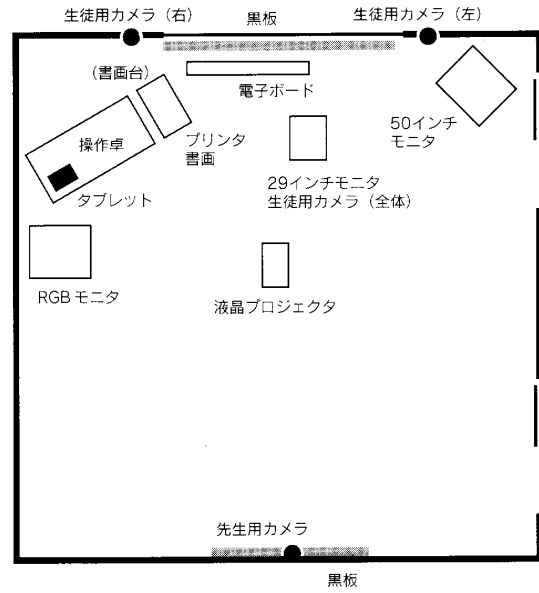 生徒用カメラ（右）
黒板
生徒用カメラ（左）
（書画台）
電子ボード
操作卓
プリンタ
書画
50インチ
モニタ
タブレット
29インチモニタ
生徒用カメラ（全体）
RGBモニタ
液晶プロジェクタ
先生用カメラ
黒板